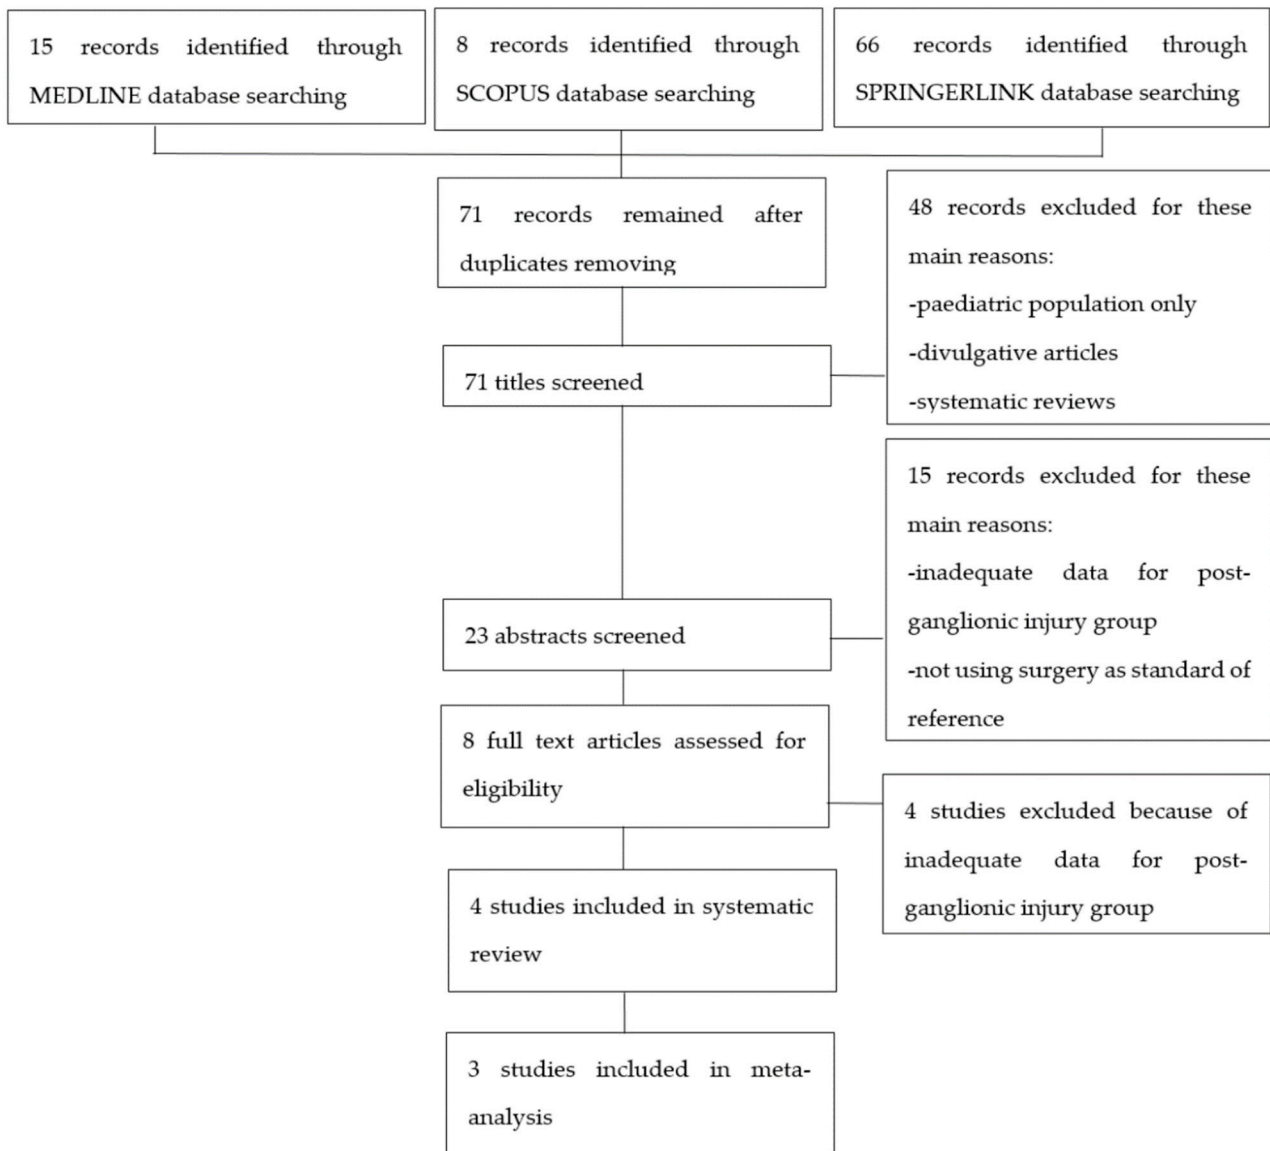 15 records identified through
MEDLINE database searching
8 records identified through
SCOPUS database searching
66 records identified through
SPRINGERLINK database searching
71 records remained after
duplicates removing
48 records excluded for these
main reasons:
-paediatric population only
-divulgative articles
-systematic reviews
71 titles screened
15 records excluded for these
main reasons:
-inadequate data for post-
ganglionic injury group
-not using surgery as standard of
reference
23 abstracts screened
8 full text articles assessed for
eligibility
4 studies excluded because of
inadequate data for post-
ganglionic injury group
4 studies included in systematic
review
3 studies included in meta-
analysis